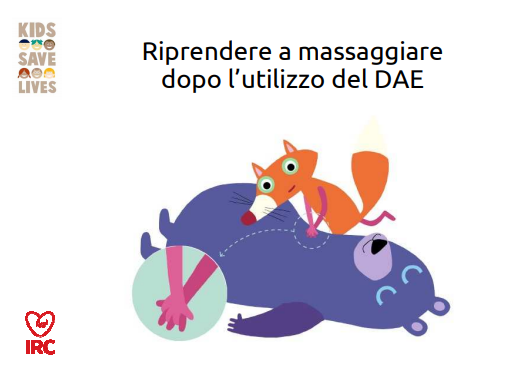 KIDS
SAVE
LIVES
Riprendere a massaggiare
dopo l’utilizzo del DAE
IRC